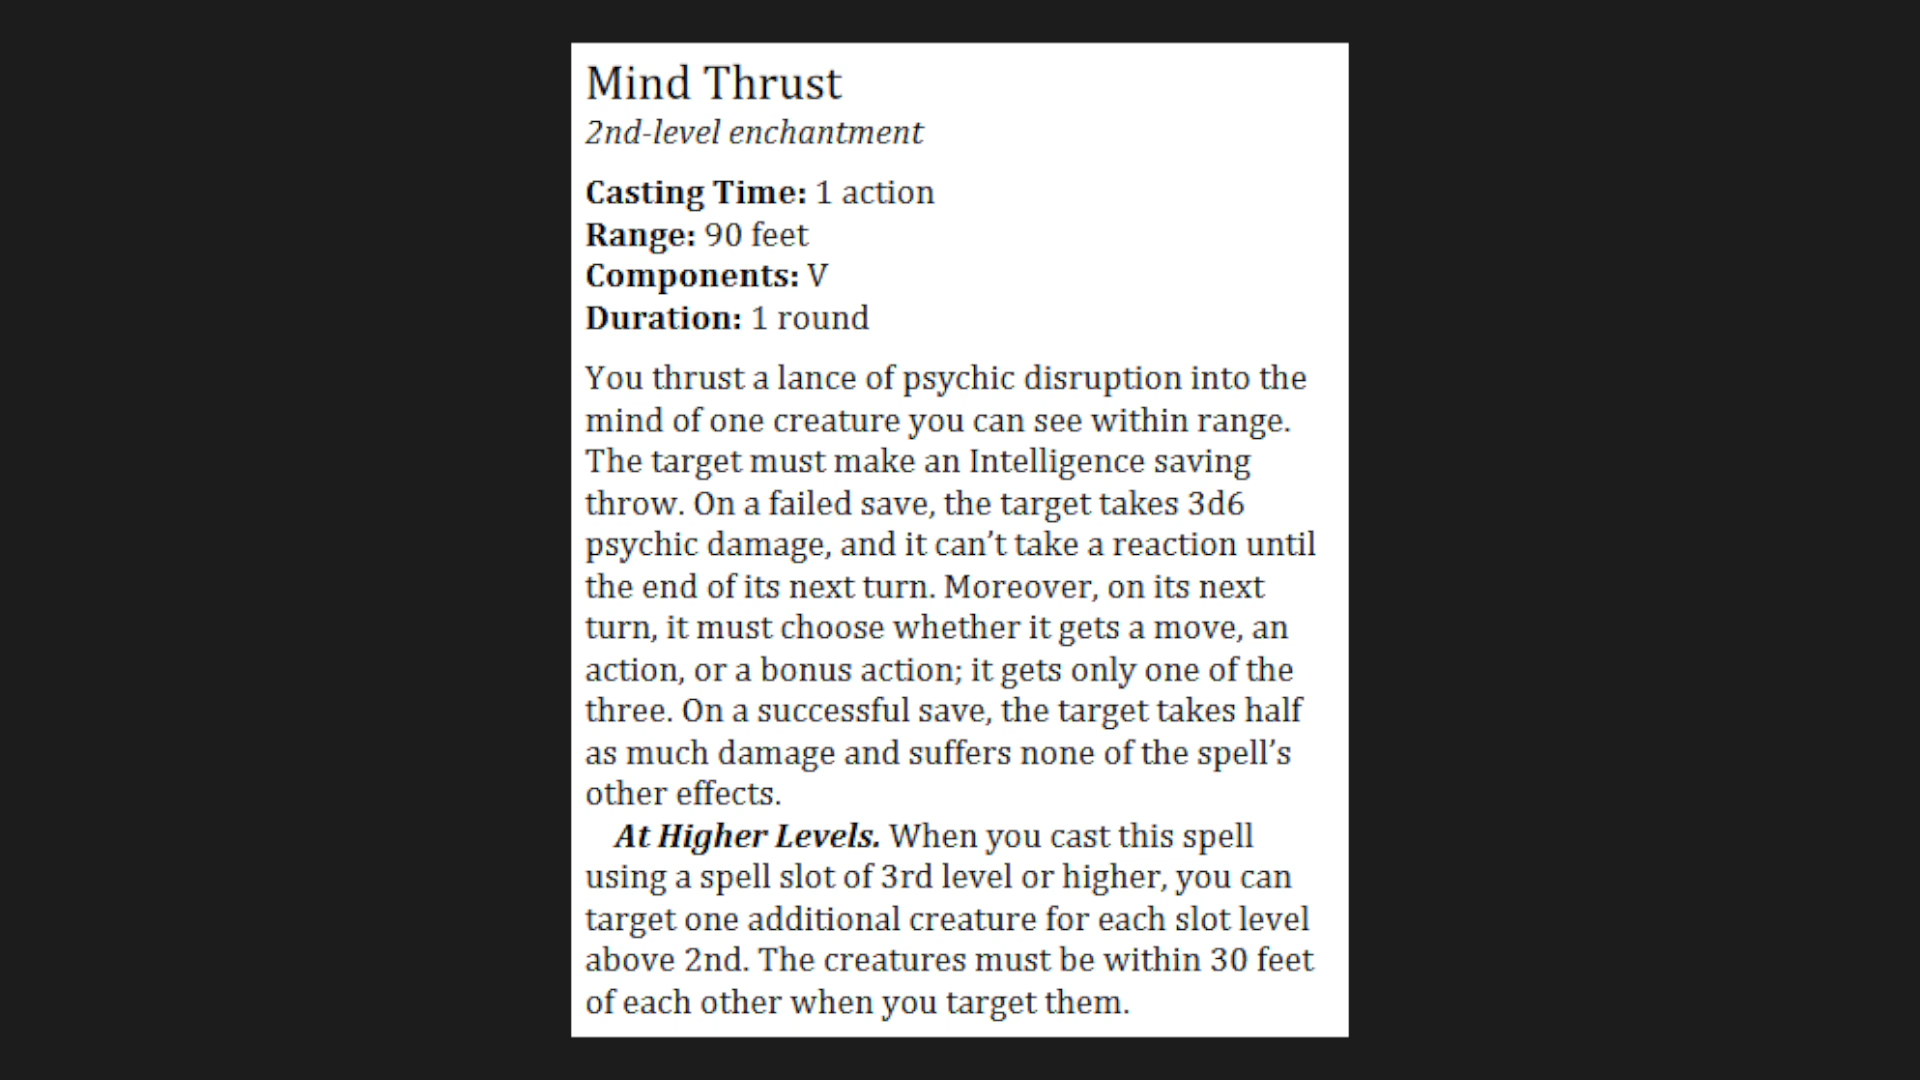 Mind Thrust
2nd-level enchantment
Casting Time: 1 action
Range: 90 feet
Components: V
Duration: 1 round
You thrust a lance of psychic disruption into the
mind of one creature you can see within range.
The target must make an Intelligence saving
throw. On a failed save, the target takes 3d6
psychic damage, and it can’t take a reaction until
the end of its next turn. Moreover, on its next
turn, it must choose whether it gets a move, an
action, or a bonus action; it gets only one of the
three. On a successful save, the target takes half
as much damage and suffers none of the spell’s
other effects.
At Higher Levels. When you cast this spell
using a spell slot of 3rd level or higher, you can
target one additional creature for each slot level
above 2nd. The creatures must be within 30 feet
of each other when you target them.